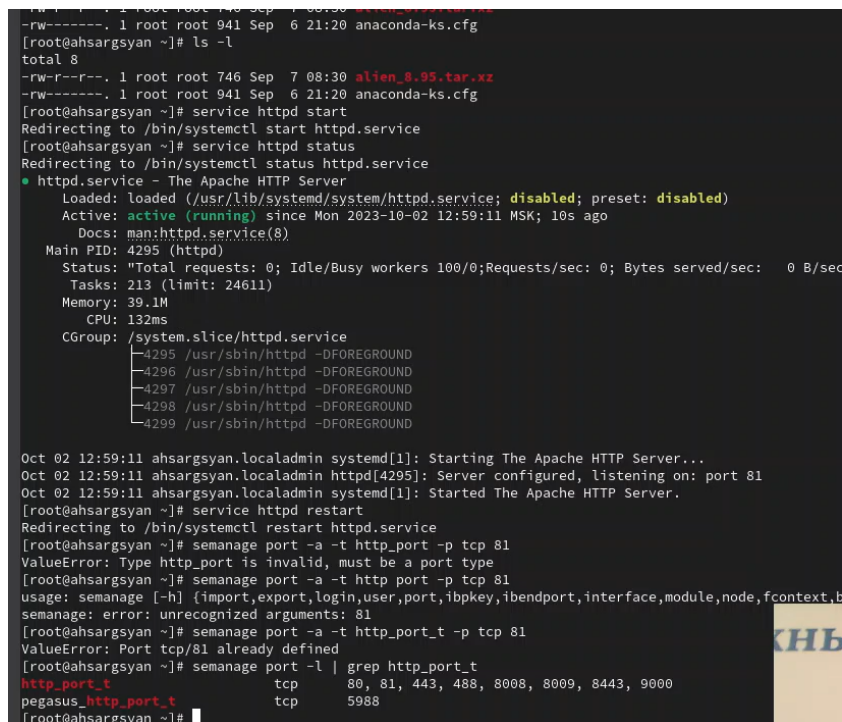 -rw-------. 1 root root 941 Sep  6 21:20 anaconda-ks.cfg
[root@ahsargsyan ~]# ls -l
total 8
-rw-r--r--. 1 root root 746 Sep  7 08:30 alien_8.95.tar.xz
-rw-------. 1 root root 941 Sep  6 21:20 anaconda-ks.cfg
[root@ahsargsyan ~]# service httpd start
Redirecting to /bin/systemctl start httpd.service
[root@ahsargsyan ~]# service httpd status
Redirecting to /bin/systemctl status httpd.service
● httpd.service - The Apache HTTP Server
     Loaded: loaded (/usr/lib/systemd/system/httpd.service; disabled; preset: disabled)
     Active: active (running) since Mon 2023-10-02 12:59:11 MSK; 10s ago
       Docs: man:httpd.service(8)
   Main PID: 4295 (httpd)
     Status: "Total requests: 0; Idle/Busy workers 100/0;Requests/sec: 0; Bytes served/sec:   0 B/sec
      Tasks: 213 (limit: 24611)
     Memory: 39.1M
        CPU: 132ms
     CGroup: /system.slice/httpd.service
             ├─4295 /usr/sbin/httpd -DFOREGROUND
             ├─4296 /usr/sbin/httpd -DFOREGROUND
             ├─4297 /usr/sbin/httpd -DFOREGROUND
             ├─4298 /usr/sbin/httpd -DFOREGROUND
             └─4299 /usr/sbin/httpd -DFOREGROUND
Oct 02 12:59:11 ahsargsyan.localadmin systemd[1]: Starting The Apache HTTP Server...
Oct 02 12:59:11 ahsargsyan.localadmin httpd[4295]: Server configured, listening on: port 81
Oct 02 12:59:11 ahsargsyan.localadmin systemd[1]: Started The Apache HTTP Server.
[root@ahsargsyan ~]# service httpd restart
Redirecting to /bin/systemctl restart httpd.service
[root@ahsargsyan ~]# semanage port -a -t http_port -p tcp 81
ValueError: Type http_port is invalid, must be a port type
[root@ahsargsyan ~]# semanage port -a -t http port -p tcp 81
usage: semanage [-h] {import,export,login,user,port,ibpkey,ibendport,interface,module,node,fcontext,b
semanage: error: unrecognized arguments: 81
[root@ahsargsyan ~]# semanage port -a -t http_port_t -p tcp 81
ValueError: Port tcp/81 already defined
[root@ahsargsyan ~]# semanage port -l | grep http_port_t
http_port_t                    tcp      80, 81, 443, 488, 8008, 8009, 8443, 9000
pegasus_http_port_t            tcp      5988
[root@ahsargsyan ~]#